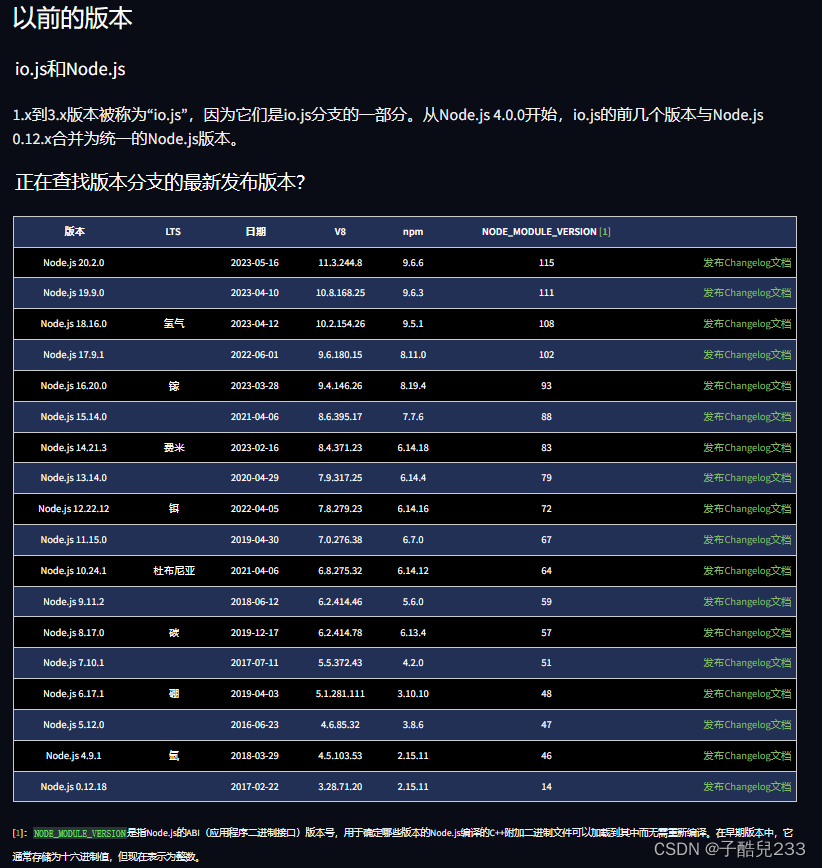 以前的版本
io.js和Node.js
1.x到3.x版本被称为“io.js”，因为它们是io.js分支的一部分。从Node.js 4.0.0开始，io.js的前几个版本与Node.js
0.12.x合并为统一的Node.js版本。
正在查找版本分支的最新发布版本？
版本 LTS 日期 V8 npm NODE_MODULE_VERSION [1]
Node.js 20.2.0 2023-05-16 11.3.244.8 9.6.6 115 发布Changelog文档
Node.js 19.9.0 2023-04-10 10.8.168.25 9.6.3 111 发布Changelog文档
Node.js 18.16.0 氢气 2023-04-12 10.2.154.26 9.5.1 108 发布Changelog文档
Node.js 17.9.1 2022-06-01 9.6.180.15 8.11.0 102 发布Changelog文档
Node.js 16.20.0 镓 2023-03-28 9.4.146.26 8.19.4 93 发布Changelog文档
Node.js 15.14.0 2021-04-06 8.6.395.17 7.7.6 88 发布Changelog文档
Node.js 14.21.3 费米 2023-02-16 8.4.371.23 6.14.18 83 发布Changelog文档
Node.js 13.14.0 2020-04-29 7.9.317.25 6.14.4 79 发布Changelog文档
Node.js 12.22.12 铒 2022-04-05 7.8.279.23 6.14.16 72 发布Changelog文档
Node.js 11.15.0 2019-04-30 7.0.276.38 6.7.0 67 发布Changelog文档
Node.js 10.24.1 杜布尼亚 2021-04-06 6.8.275.32 6.14.12 64 发布Changelog文档
Node.js 9.11.2 2018-06-12 6.2.414.46 5.6.0 59 发布Changelog文档
Node.js 8.17.0 碳 2019-12-17 6.2.414.78 6.13.4 57 发布Changelog文档
Node.js 7.10.1 2017-07-11 5.5.372.43 4.2.0 51 发布Changelog文档
Node.js 6.17.1 硼 2019-04-03 5.1.281.111 3.10.10 48 发布Changelog文档
Node.js 5.12.0 2016-06-23 4.6.85.32 3.8.6 47 发布Changelog文档
Node.js 4.9.1 氩 2018-03-29 4.5.103.53 2.15.11 46 发布Changelog文档
Node.js 0.12.18 2017-02-22 3.28.71.20 2.15.11 14 发布Changelog文档
[1]: NODE_MODULE_VERSION是指Node.js的ABI（应用程序二进制接口）版本号，用于确定哪些版本的Node.js编译的C++附加二进制文件可以加载到其中而无需重新编译。在早期版本中，它
通常存储为十六进制值，但现在表示为整数。
CSDN @子酷兒233